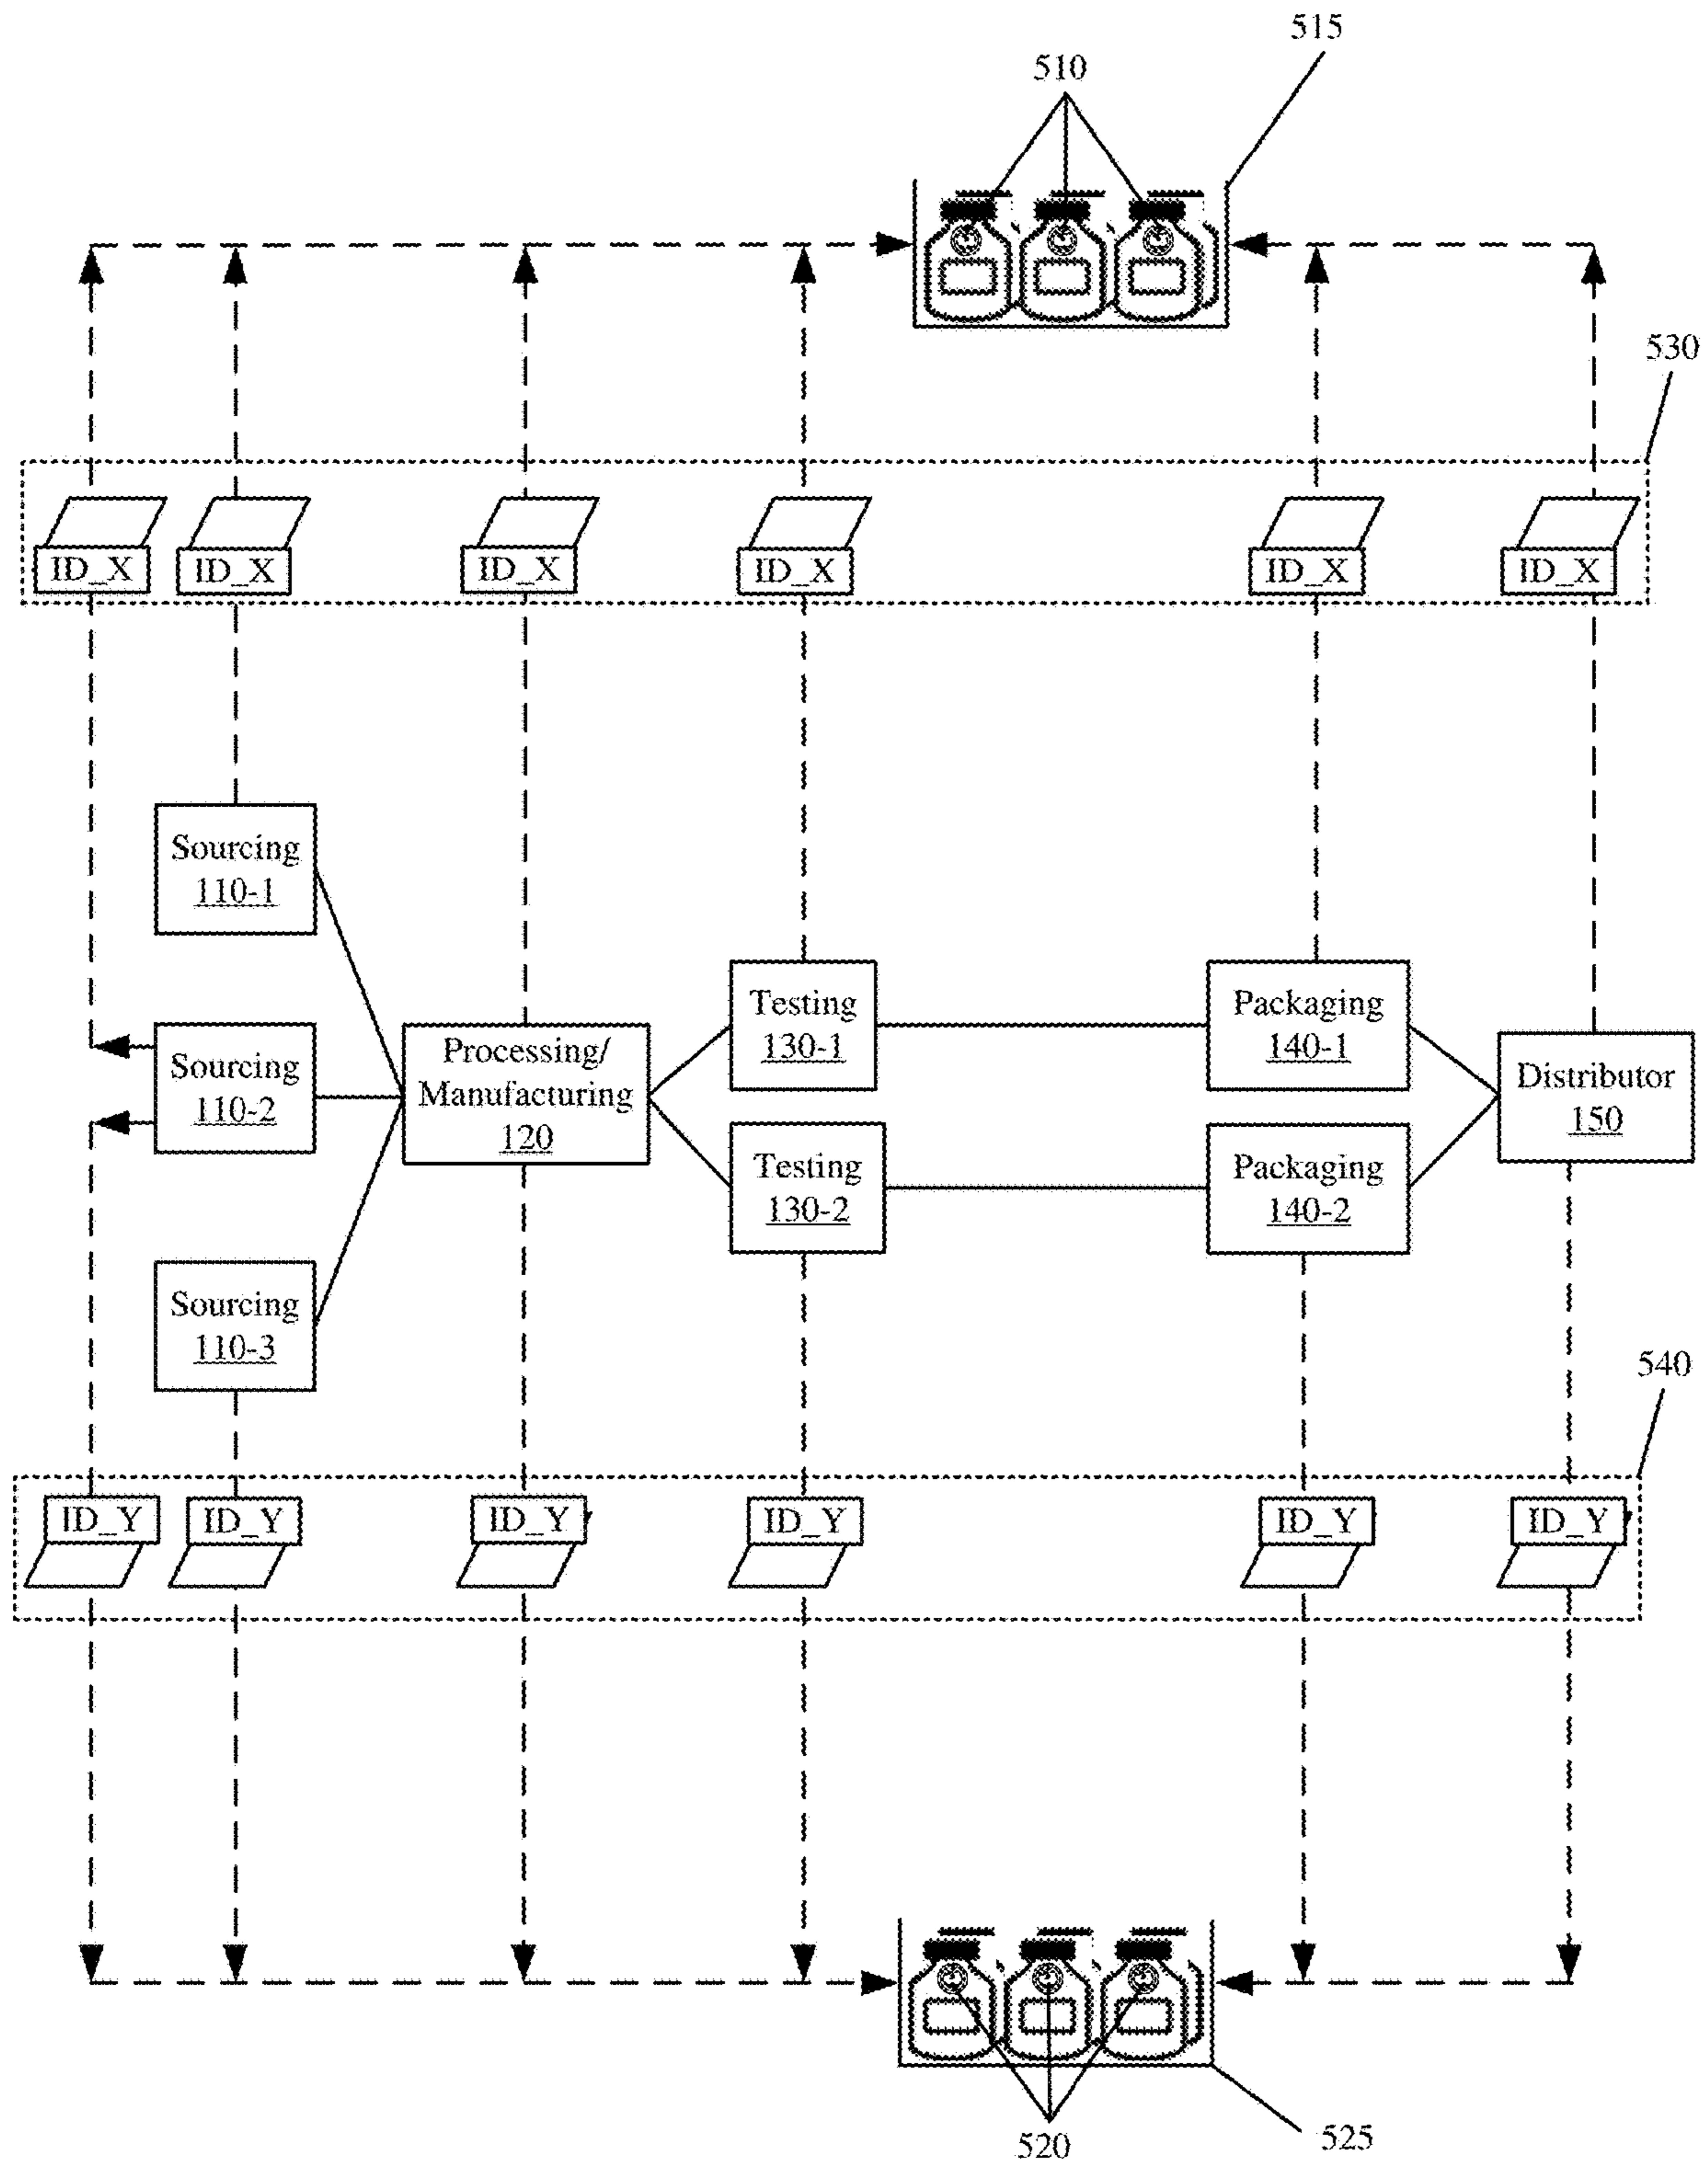 515
510
530
ID_X
ID_X
ID_X
ID_X
ID_X
ID_X
Sourcing
110-1
Sourcing
110-2
Sourcing
110-3
Processing/
Manufacturing
120
Testing
130-1
Testing
130-2
Packaging
140-1
Packaging
140-2
Distributor
150
540
ID_Y
ID_Y
ID_Y
ID_Y
ID_Y
ID_Y
520
525